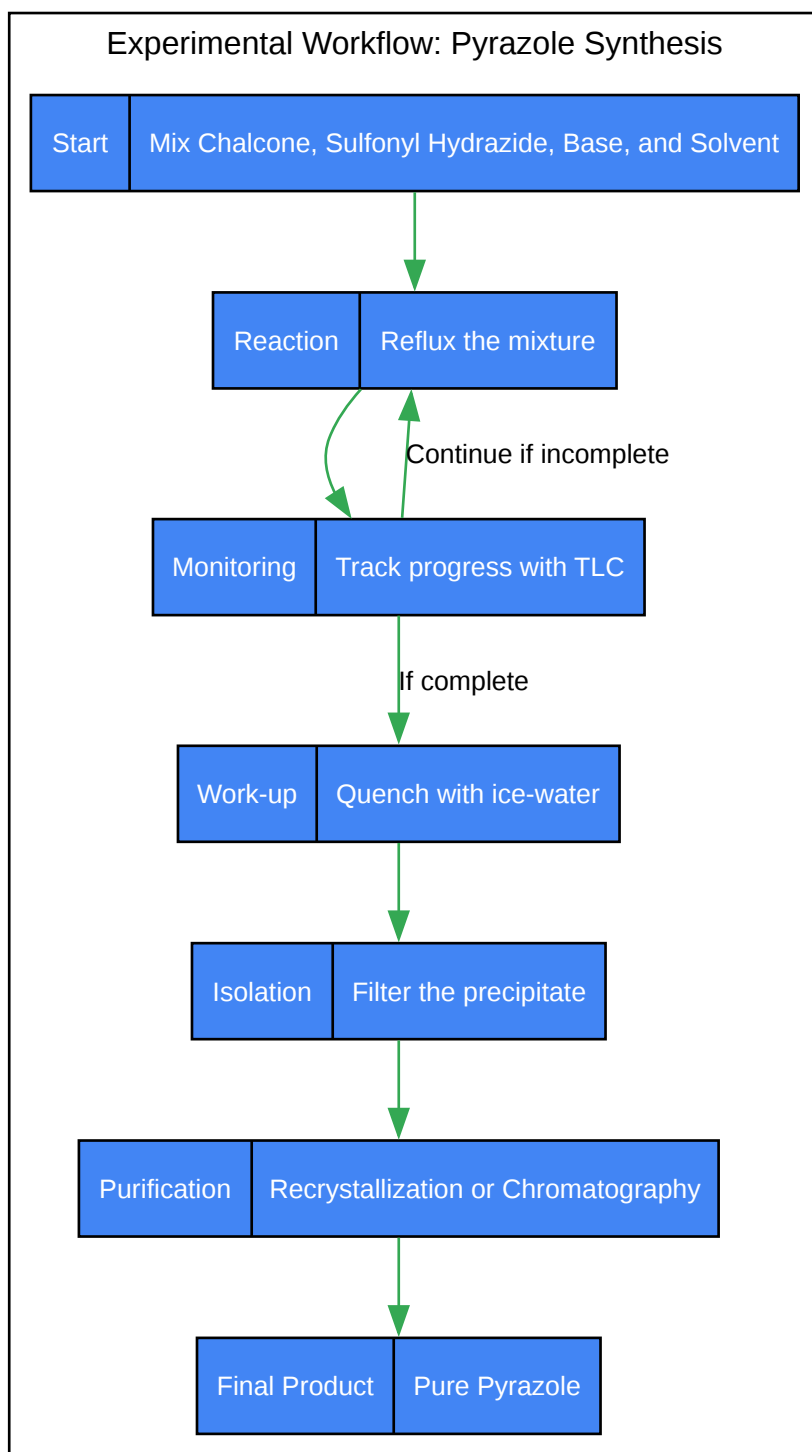 Experimental Workflow: Pyrazole Synthesis
Start Mix Chalcone, Sulfonyl Hydrazide, Base, and Solvent
Reaction Reflux the mixture
Continue if incomplete
Monitoring Track progress with TLC
If complete
Work-up Quench with ice-water
Isolation Filter the precipitate
Purification Recrystallization or Chromatography
Final Product Pure Pyrazole